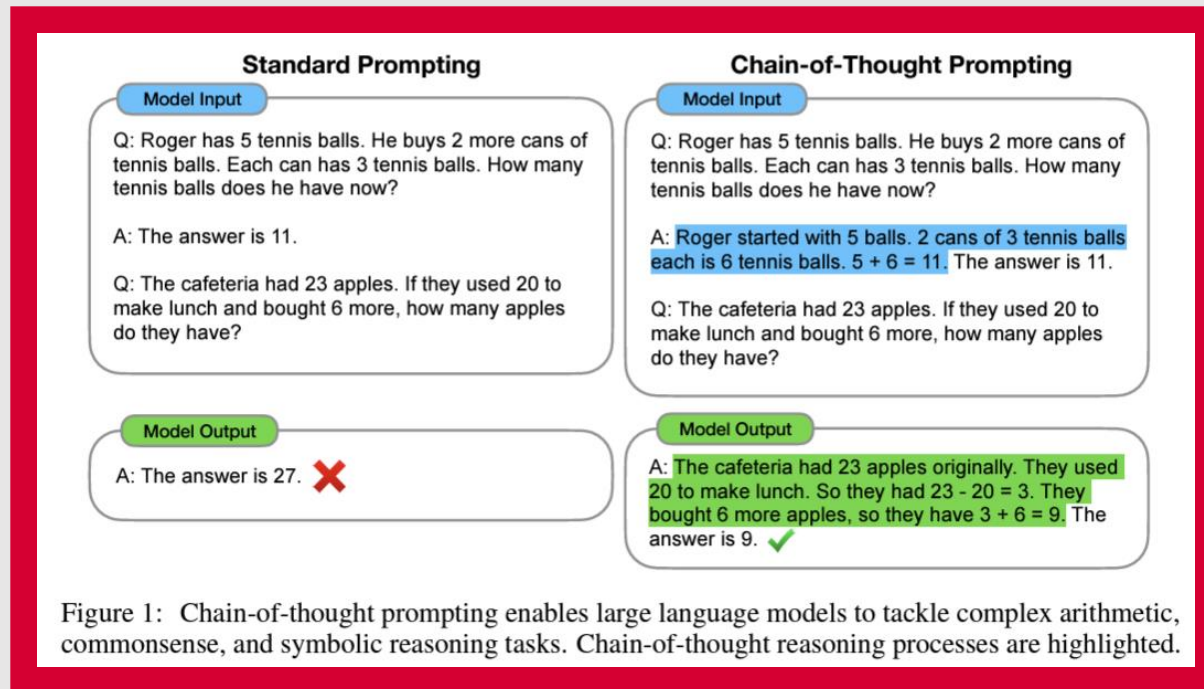 Standard Prompting
Model Input
Q: Roger has 5 tennis balls. He buys 2 more cans of
tennis balls. Each can has 3 tennis balls. How many
tennis balls does he have now?
A: The answer is 11.
Q: The cafeteria had 23 apples. If they used 20 to
make lunch and bought 6 more, how many apples
do they have?
Model Output
A: The answer is 27.
Chain-of-Thought Prompting
Model Input
Q: Roger has 5 tennis balls. He buys 2 more cans of
tennis balls. Each can has 3 tennis balls. How many
tennis balls does he have now?
A: Roger started with 5 balls. 2 cans of 3 tennis balls
each is 6 tennis balls. 5 + 6 = 11. The answer is 11.
Q: The cafeteria had 23 apples. If they used 20 to
make lunch and bought 6 more, how many apples
do they have?
Model Output
A: The cafeteria had 23 apples originally. They used
20 to make lunch. So they had 23 - 20 = 3. They
bought 6 more apples, so they have 3 + 6 = 9. The
answer is 9.
Figure 1: Chain-of-thought prompting enables large language models to tackle complex arithmetic,
commonsense, and symbolic reasoning tasks. Chain-of-thought reasoning processes are highlighted.